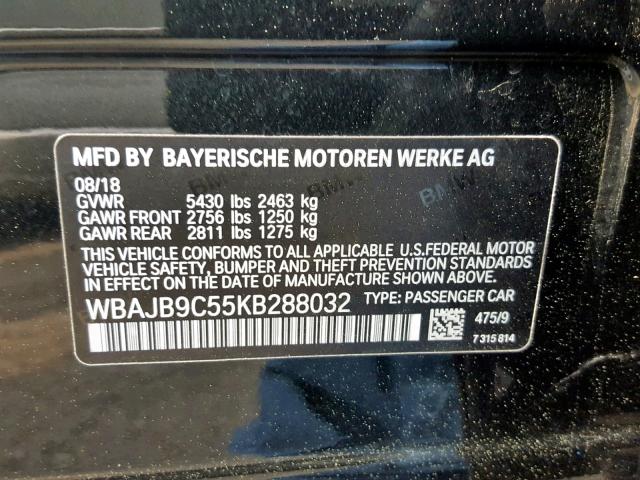 MFD BY BAYERISCHE MOTOREN WERKE AG
08/18
GVWR 5430 lbs 2463 kg
GAWR FRONT 2756 lbs 1250 kg
GAWR REAR 2811 lbs 1275 kg
THIS VEHICLE CONFORMS TO ALL APPLICABLE U.S.FEDERAL MOTOR
VEHICLE SAFETY, BUMPER AND THEFT PREVENTION STANDARDS
IN EFFECT ON THE DATE OF MANUFACTURE SHOWN ABOVE.
WBAJB9C55KB288032 TYPE: PASSENGER CAR
475/9
7 315 814
BMW
BMW
BMW